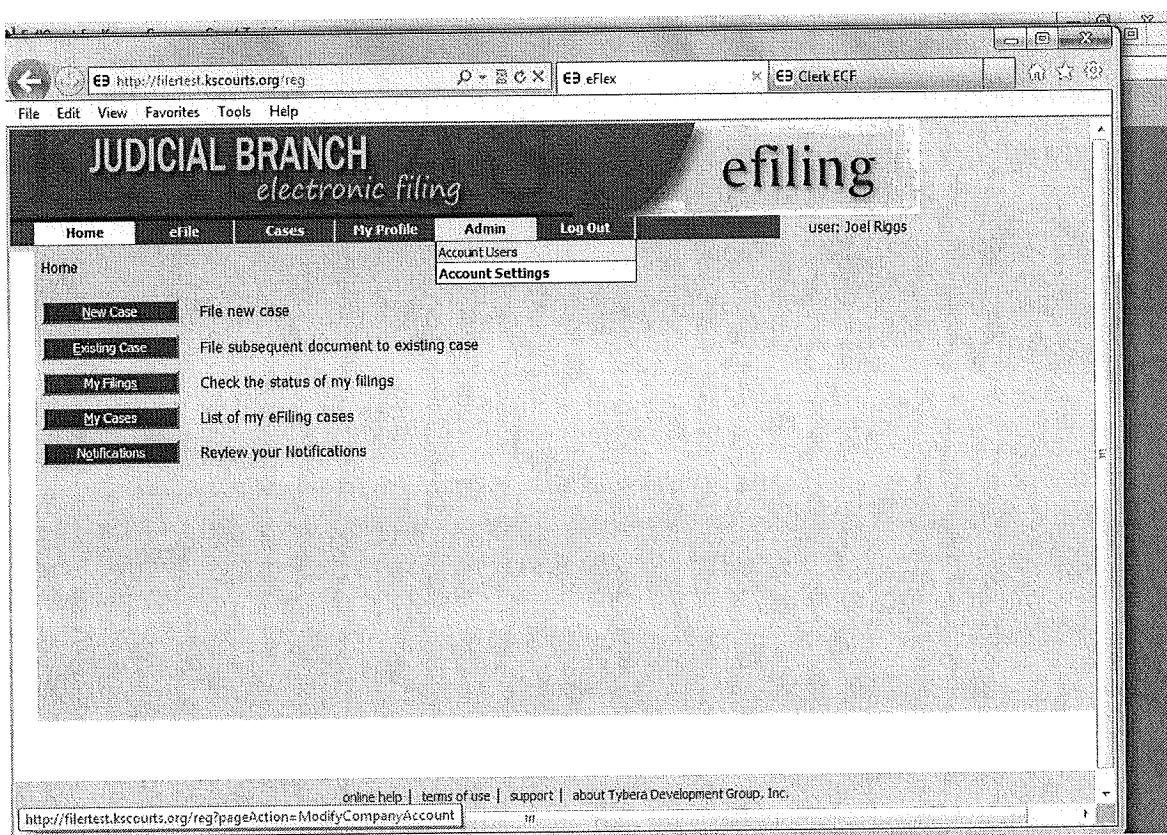 http://filertest.kscourts.org/reg
eFlex
Clerk ECF
File Edit View Favorites Tools Help
JUDICIAL BRANCH
electronic filing
efiling
Home eFile Cases My Profile Admin Log Out user: Joel Riggs
Account Users
Account Settings
Home
New Case File new case
Existing Case File subsequent document to existing case
My Filings Check the status of my filings
My Cases List of my eFiling cases
Notifications Review your Notifications
online help | terms of use | support | about Tybera Development Group, Inc.
http://filertest.kscourts.org/reg?pageAction=ModifyCompanyAccount